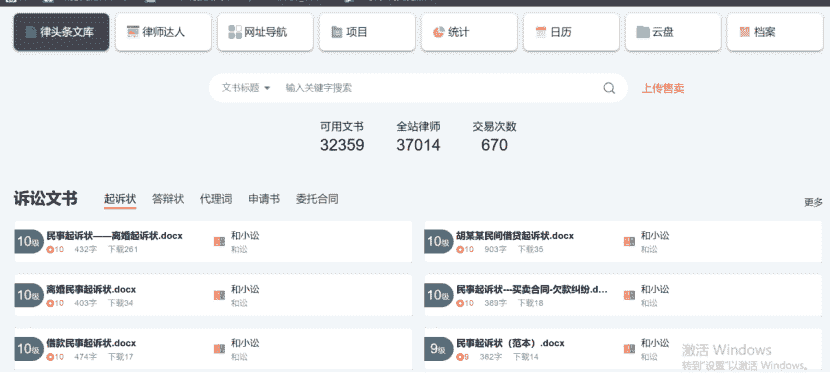 律头条文库 律师达人 网址导航 项目 统计 日历 云盘 档案
文书标题 输入关键字搜索 上传售卖
可用文书 全站律师 交易次数
32359 37014 670
诉讼文书 起诉状 答辩状 代理词 申请书 委托合同 更多
10级 民事起诉状——离婚起诉状.docx 和小讼
10 432字 下载261 和讼
10级 胡某某民间借贷起诉状.docx 和小讼
10 903字 下载35 和讼
10级 离婚民事起诉状.docx 和小讼
10 403字 下载34 和讼
10级 民事起诉状---买卖合同-欠款纠纷.d... 和小讼
10 383字 下载18 和讼
10级 借款民事起诉状.docx 和小讼
10 474字 下载17 和讼
9级 民事起诉状（范本）.docx 和小讼
9 382字 下载14 和讼
激活 Windows
转到"设置"以激活 Windows。